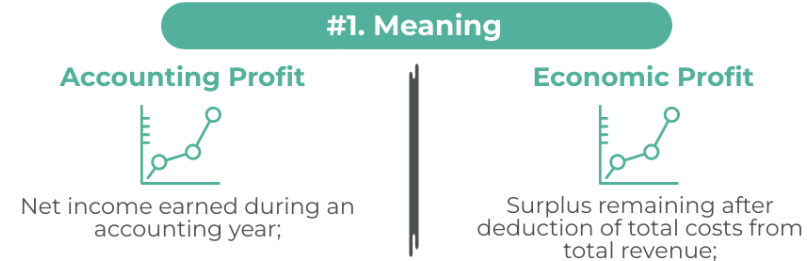 #1. Meaning
Accounting Profit
Net income earned during an
accounting year;
Economic Profit
Surplus remaining after
deduction of total costs from
total revenue;